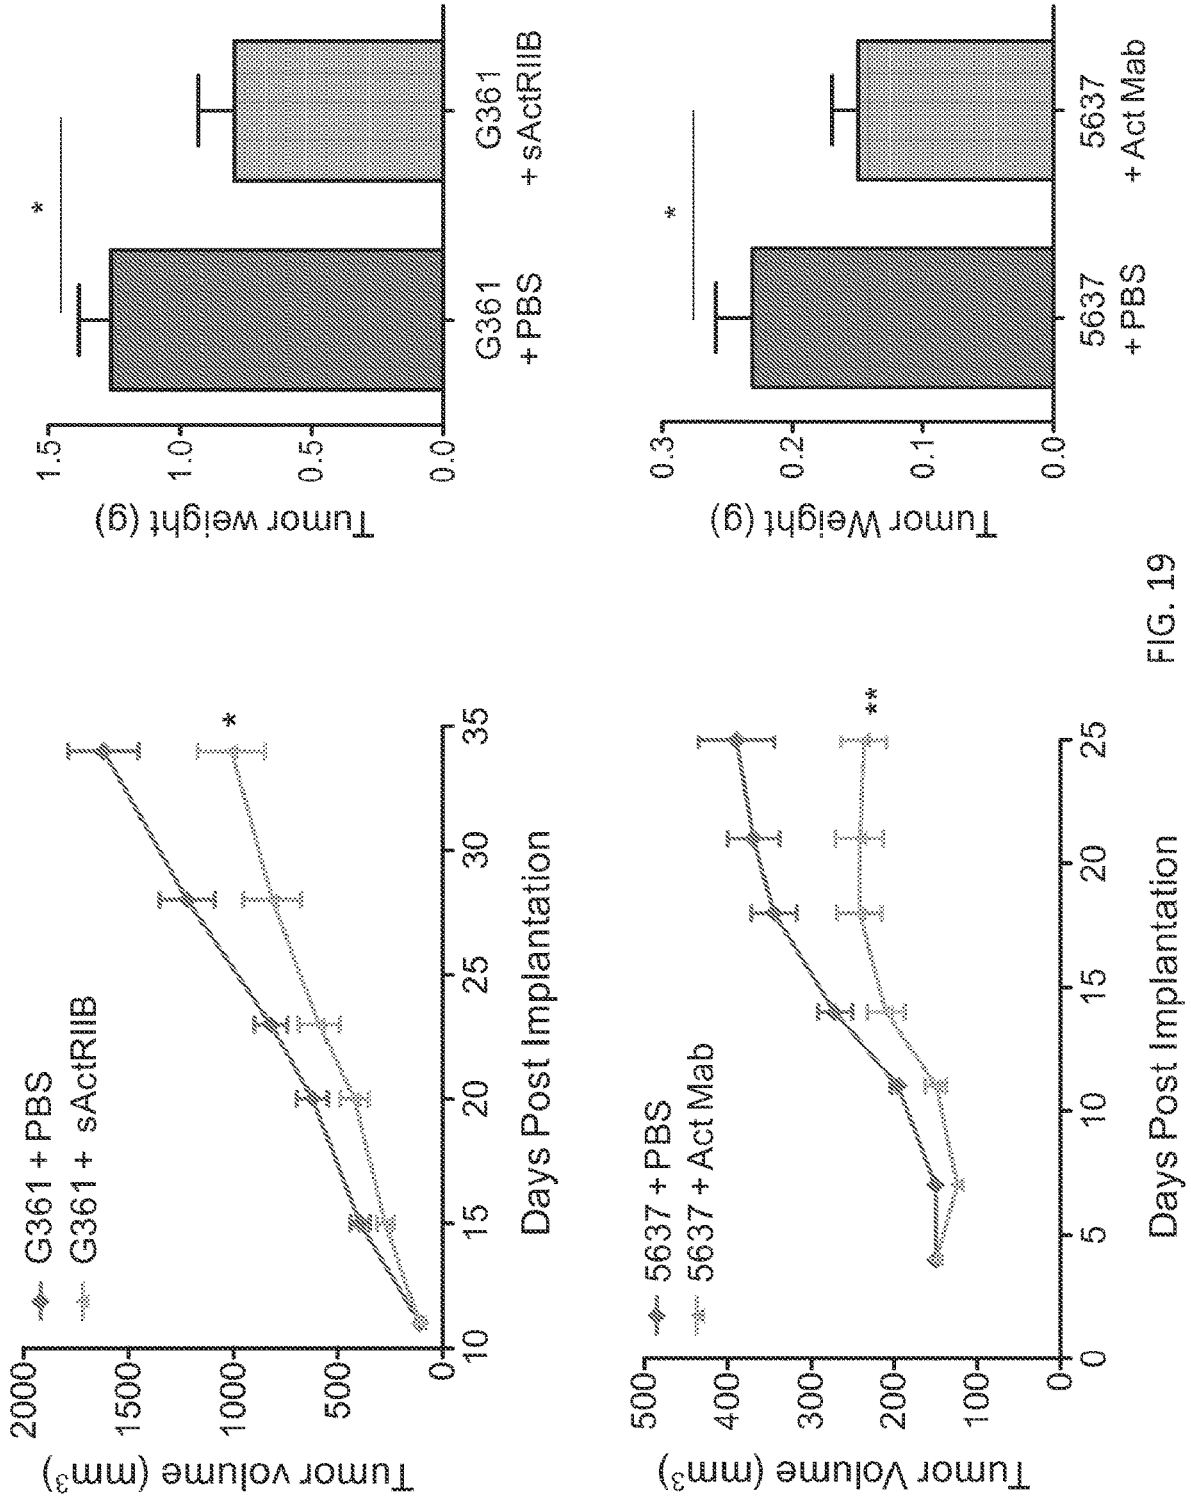 G361 + PBS
G361 + sActRIIB
Tumor volume (mm³)
2000
1500
1000
500
0
10
15
20
25
30
35
*
Days Post Implantation
Tumor weight (g)
1.5
1.0
0.5
0.0
*
G361
+ PBS
G361
+ sActRIIB
5637 + PBS
5637 + Act Mab
Tumor Volume (mm³)
500
400
300
200
100
0
0
5
10
15
20
25
**
Days Post Implantation
Tumor Weight (g)
0.3
0.2
0.1
0.0
*
5637
+ PBS
5637
+ Act Mab
FIG. 19